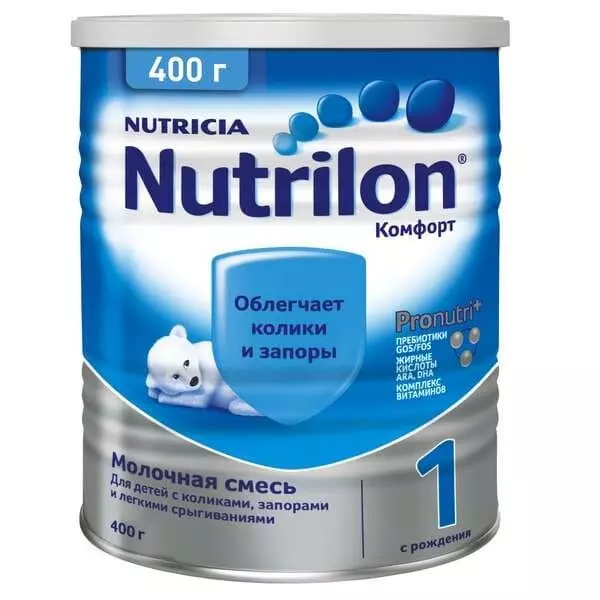 400 г
NUTRICIA
Nutrilon®
Комфорт
Облегчает
колики
и запоры
Pronutri+
ПРЕБИОТИКИ
GOS/FOS
ЖИРНЫЕ
КИСЛОТЫ
ARA, DHA
КОМПЛЕКС
ВИТАМИНОВ
Молочная смесь
Для детей с коликами, запорами
и легкими срыгиваниями
400 г
1
с рождения